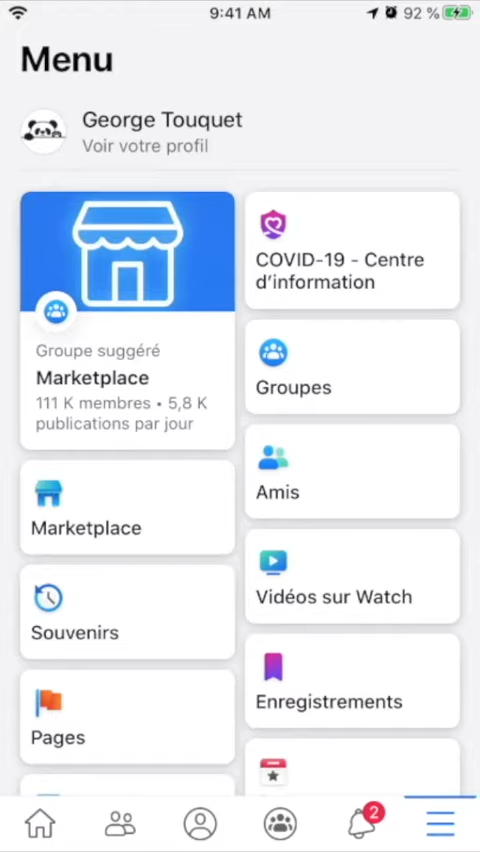 9:41 AM
92 %
Menu
George Touquet
Voir votre profil
Groupe suggéré
Marketplace
111 K membres • 5,8 K
publications par jour
Marketplace
Souvenirs
Pages
COVID-19 - Centre
d’information
Groupes
Amis
Vidéos sur Watch
Enregistrements
2